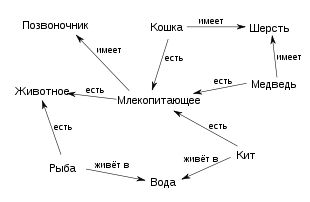 Позвоночник
Кошка
имеет
Шерсть
имеет
есть
имеет
Животное
есть
Млекопитающее
есть
Медведь
есть
есть
Рыба
живёт в
Вода
живёт в
Кит